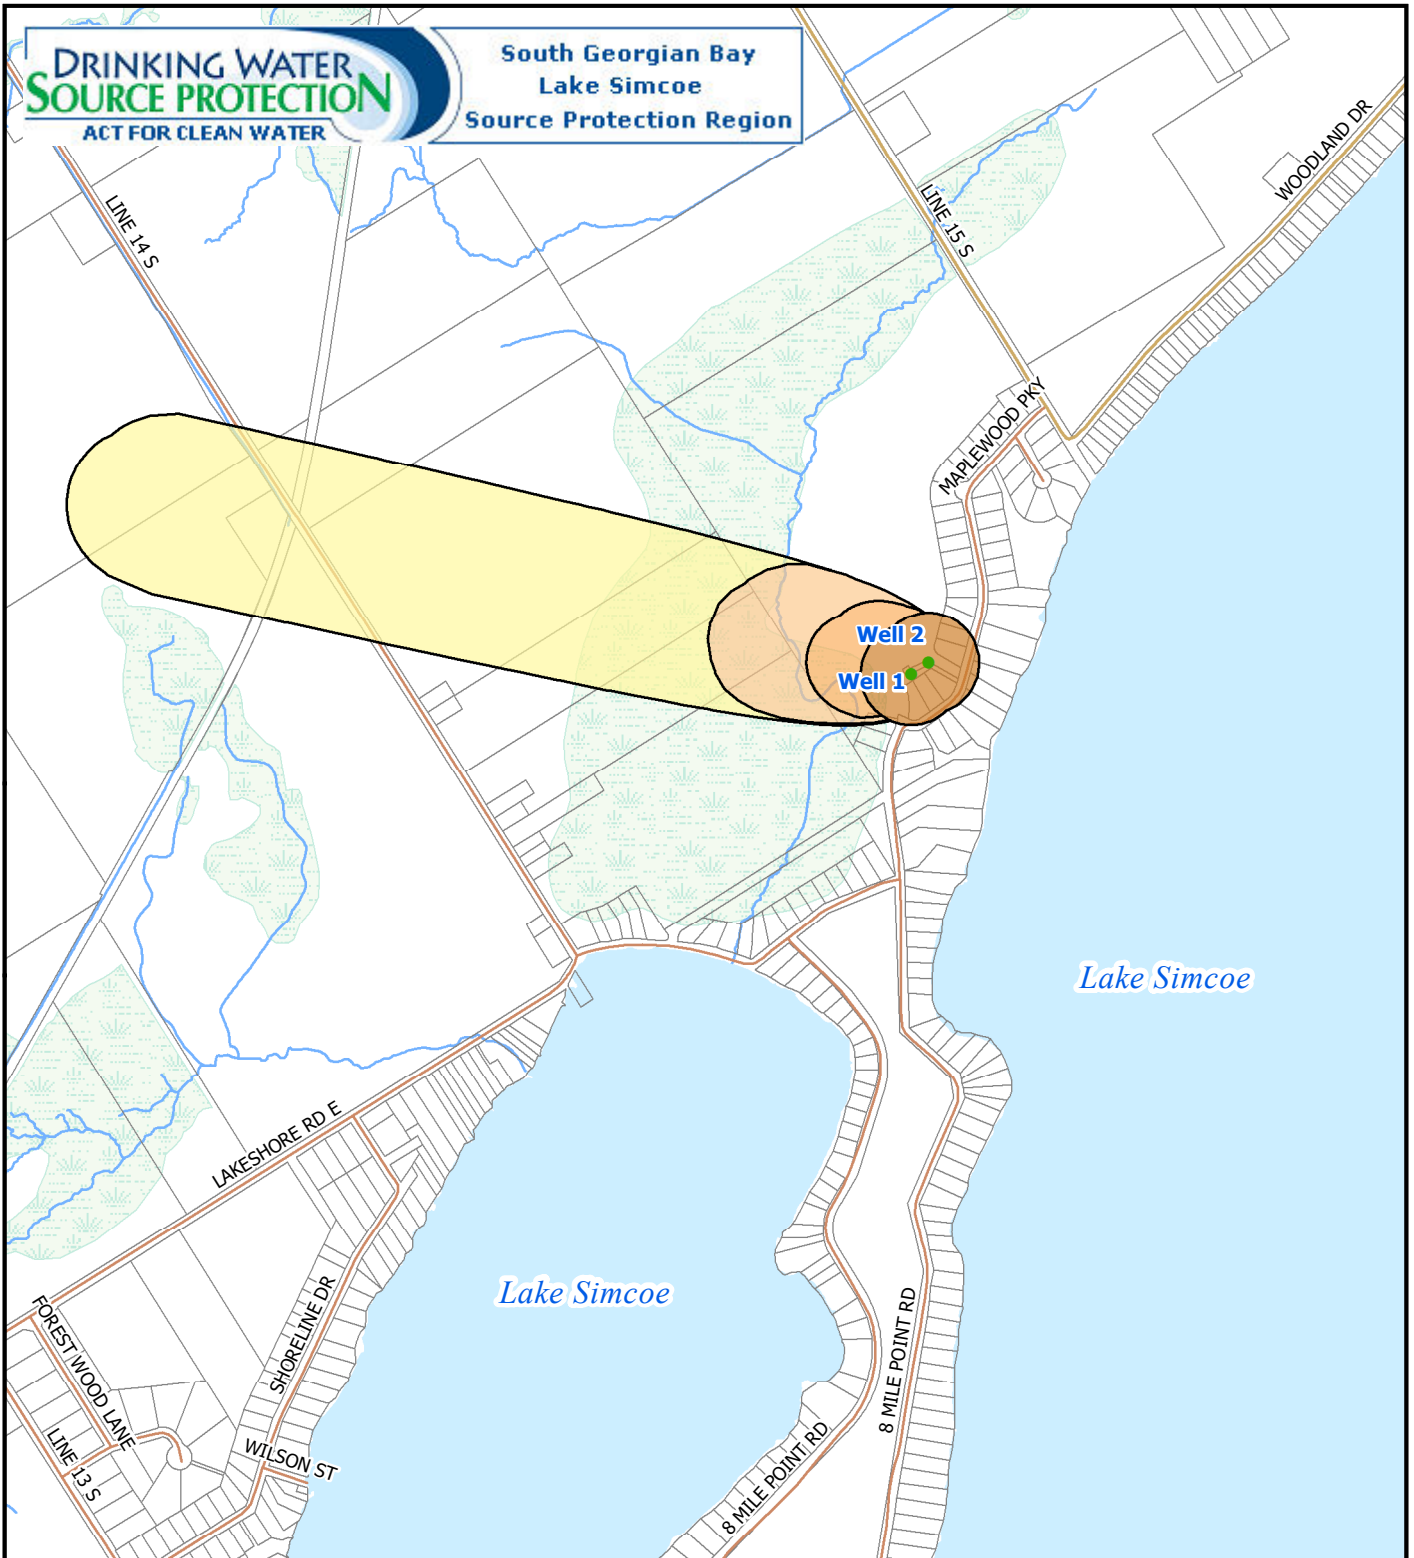 DRINKING WATER
SOURCE PROTECTION
ACT FOR CLEAN WATER
South Georgian Bay
Lake Simcoe
Source Protection Region
LINE 14 S
LINE 15 S
WOODLAND DR
MAPLEWOOD PKY
Well 2
Well 1
Lake Simcoe
LAKESHORE RD E
Lake Simcoe
SHORELINE DR
FOREST WOOD LANE
8 MILE POINT RD
LINE 13 S
WILSON ST
8 MILE POINT RD